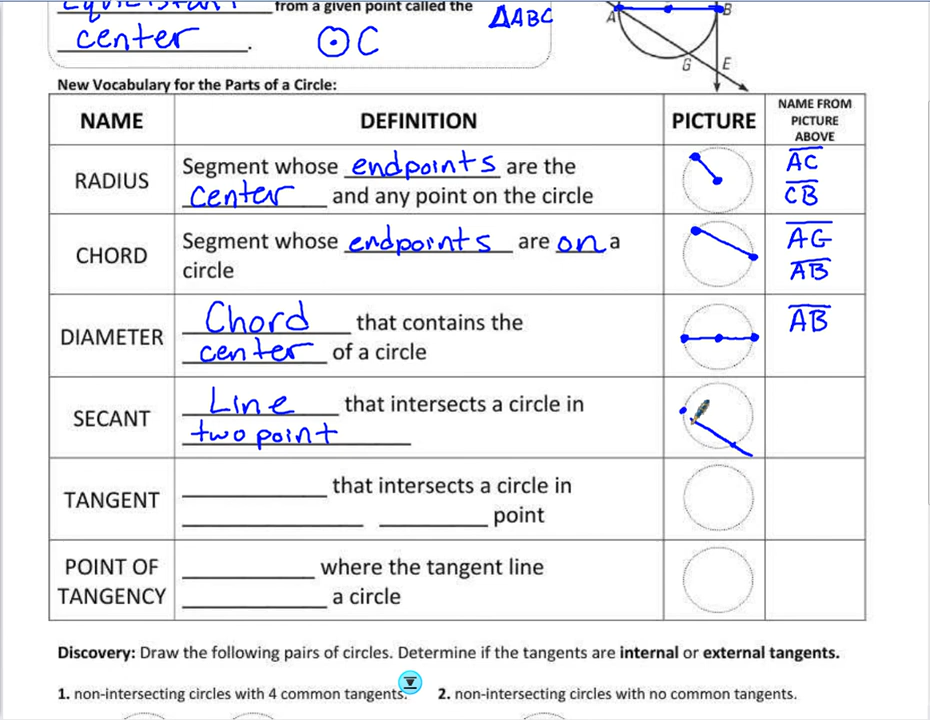 from a given point called the
center. ⊙C ΔABC
A B
G E
New Vocabulary for the Parts of a Circle:
NAME DEFINITION PICTURE NAME FROM PICTURE ABOVE
RADIUS
Segment whose endpoints are the
center and any point on the circle
AC
CB
CHORD
Segment whose endpoints are on a
circle
AG
AB
DIAMETER
Chord that contains the
center of a circle
AB
SECANT
Line that intersects a circle in
two point
TANGENT
that intersects a circle in
point
POINT OF
TANGENCY
where the tangent line
a circle
Discovery: Draw the following pairs of circles. Determine if the tangents are internal or external tangents.
1. non-intersecting circles with 4 common tangents. 2. non-intersecting circles with no common tangents.